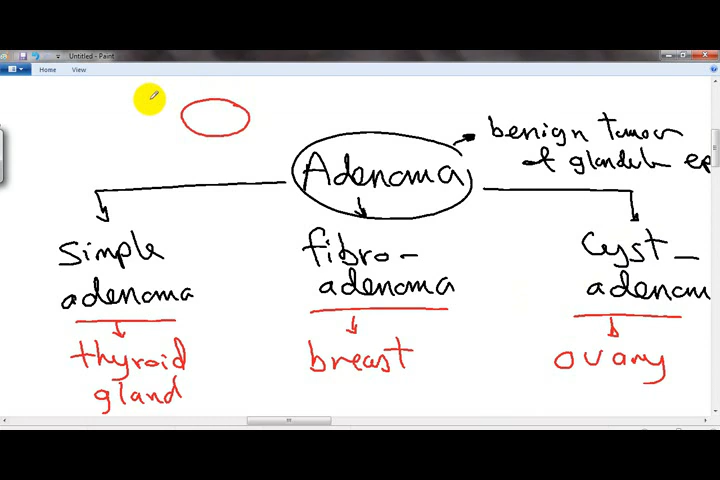 Untitled - Paint
Home View
benign tumor
of glandular ep
Adenoma
Simple
adenoma
thyroid
gland
fibro-
adenoma
breast
Cyst-
adenom
ovary